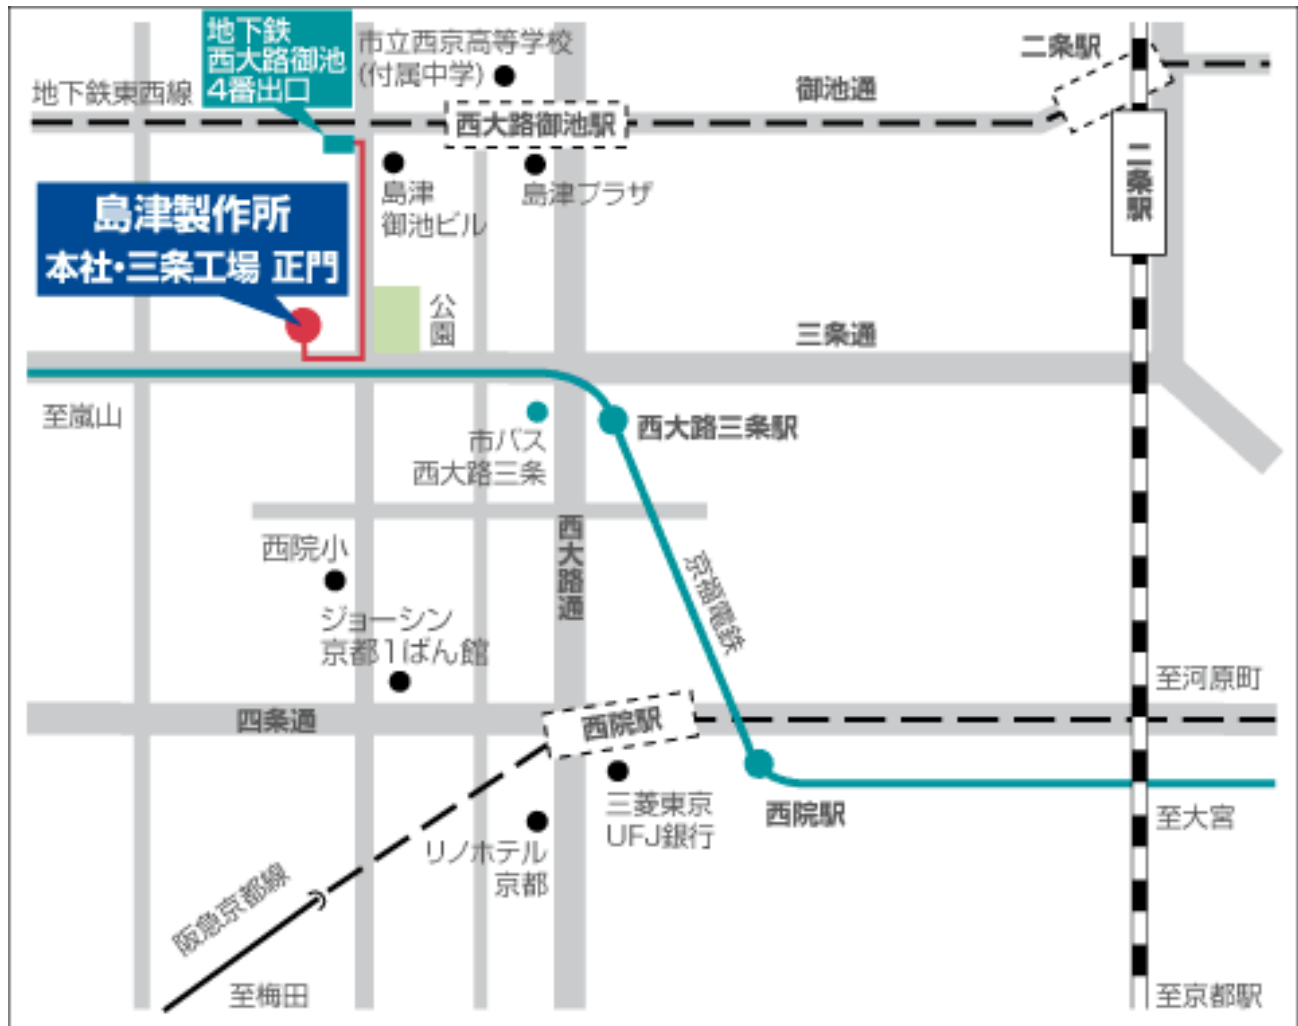 地下鉄
西大路御池
4番出口
市立西京高等学校
(付属中学)
二条駅
地下鉄東西線
御池通
西大路御池駅
二条駅
島津
御池ビル
島津プラザ
島津製作所
本社・三条工場 正門
公園
三条通
至嵐山
市バス
西大路三条
西大路三条駅
西大路通
西院小
京福電鉄
ジョーシン
京都1ばん館
至河原町
四条通
西院駅
三菱東京
UFJ銀行
西院駅
至大宮
リノホテル
京都
阪急京都線
至梅田
至京都駅